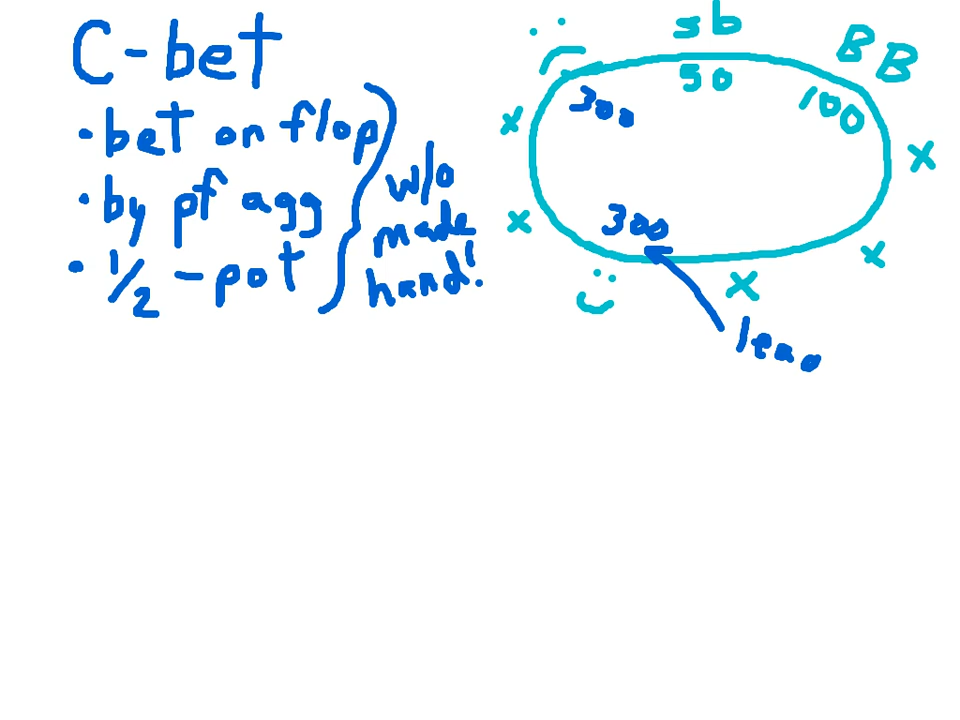 C-bet
• bet on flop
• by pf agg
• 1/2 - pot
w/o
made
hand!
sb
BB
50
100
300
x
x
x
300
x
x
lead